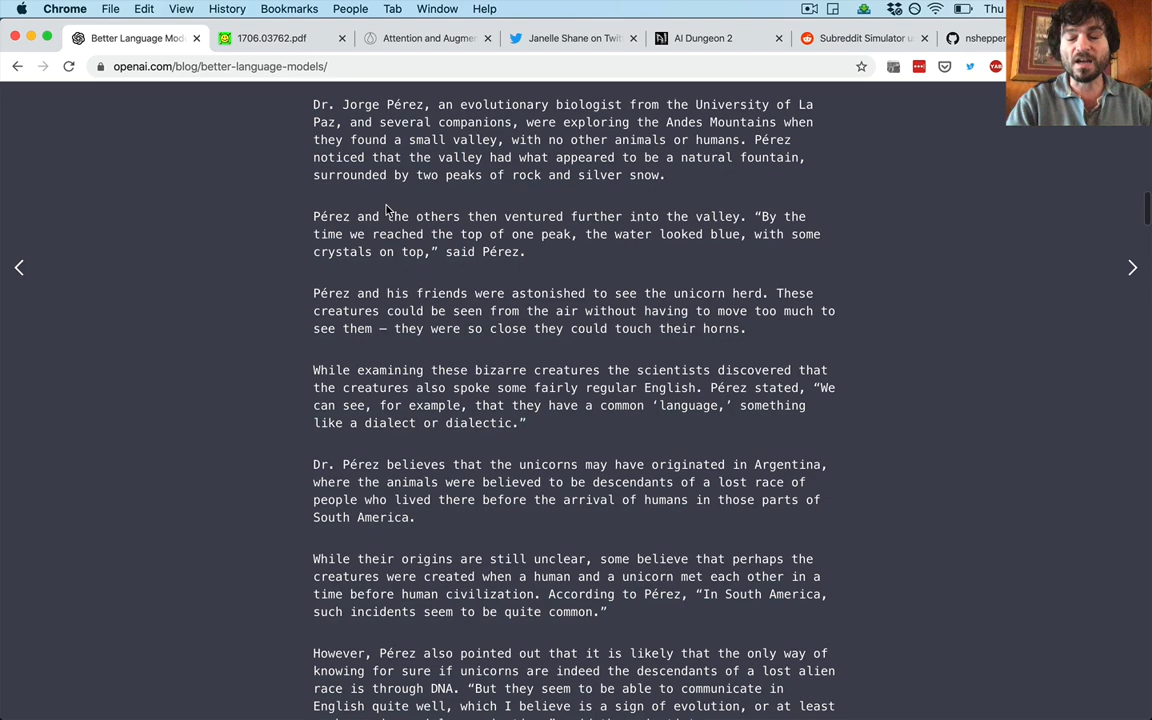 Chrome File Edit View History Bookmarks People Tab Window Help Thu
Better Language Mod 1706.03762.pdf Attention and Augme Janelle Shane on Twit AI Dungeon 2 Subreddit Simulator u nshepper
openai.com/blog/better-language-models/
Dr. Jorge Pérez, an evolutionary biologist from the University of La
Paz, and several companions, were exploring the Andes Mountains when
they found a small valley, with no other animals or humans. Pérez
noticed that the valley had what appeared to be a natural fountain,
surrounded by two peaks of rock and silver snow.
Pérez and the others then ventured further into the valley. “By the
time we reached the top of one peak, the water looked blue, with some
crystals on top,” said Pérez.
Pérez and his friends were astonished to see the unicorn herd. These
creatures could be seen from the air without having to move too much to
see them – they were so close they could touch their horns.
While examining these bizarre creatures the scientists discovered that
the creatures also spoke some fairly regular English. Pérez stated, “We
can see, for example, that they have a common ‘language,’ something
like a dialect or dialectic.”
Dr. Pérez believes that the unicorns may have originated in Argentina,
where the animals were believed to be descendants of a lost race of
people who lived there before the arrival of humans in those parts of
South America.
While their origins are still unclear, some believe that perhaps the
creatures were created when a human and a unicorn met each other in a
time before human civilization. According to Pérez, “In South America,
such incidents seem to be quite common.”
However, Pérez also pointed out that it is likely that the only way of
knowing for sure if unicorns are indeed the descendants of a lost alien
race is through DNA. “But they seem to be able to communicate in
English quite well, which I believe is a sign of evolution, or at least